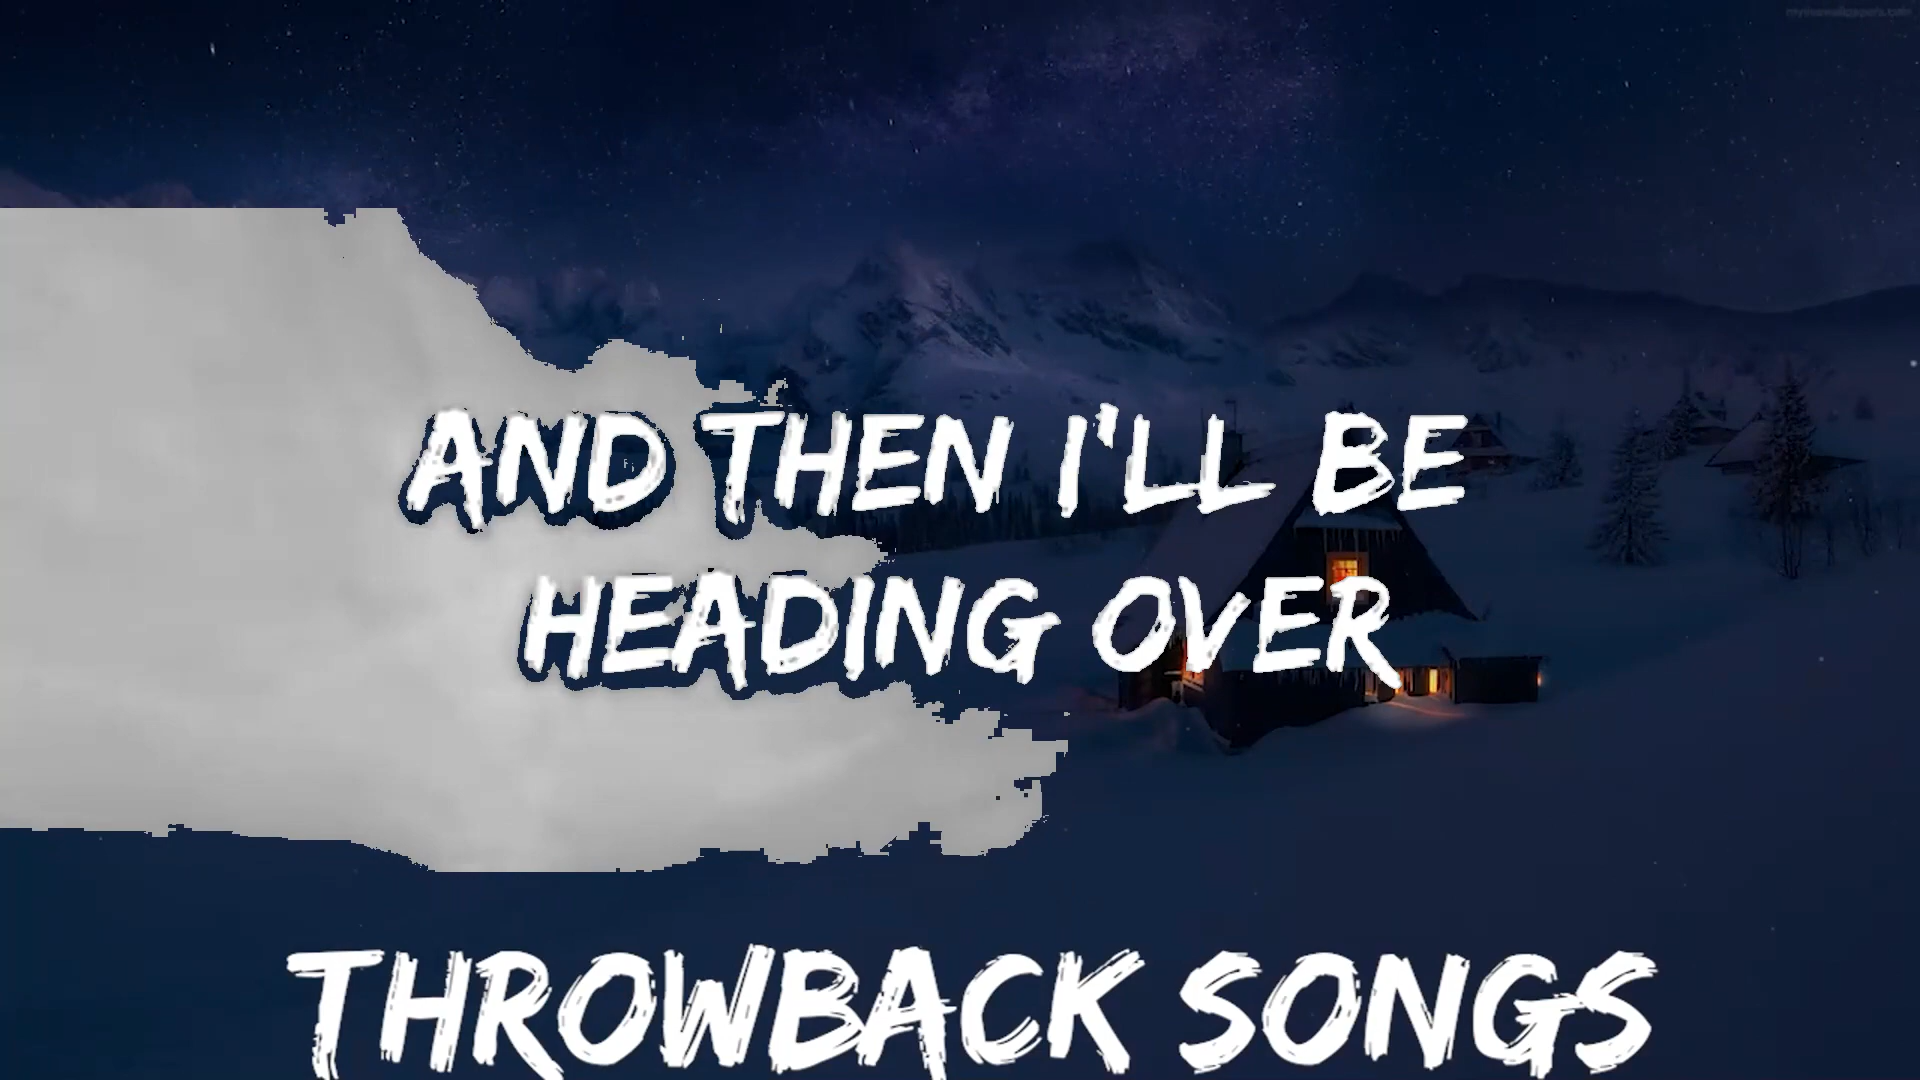 AND THEN I'LL BE
HEADING OVER
THROWBACK SONGS